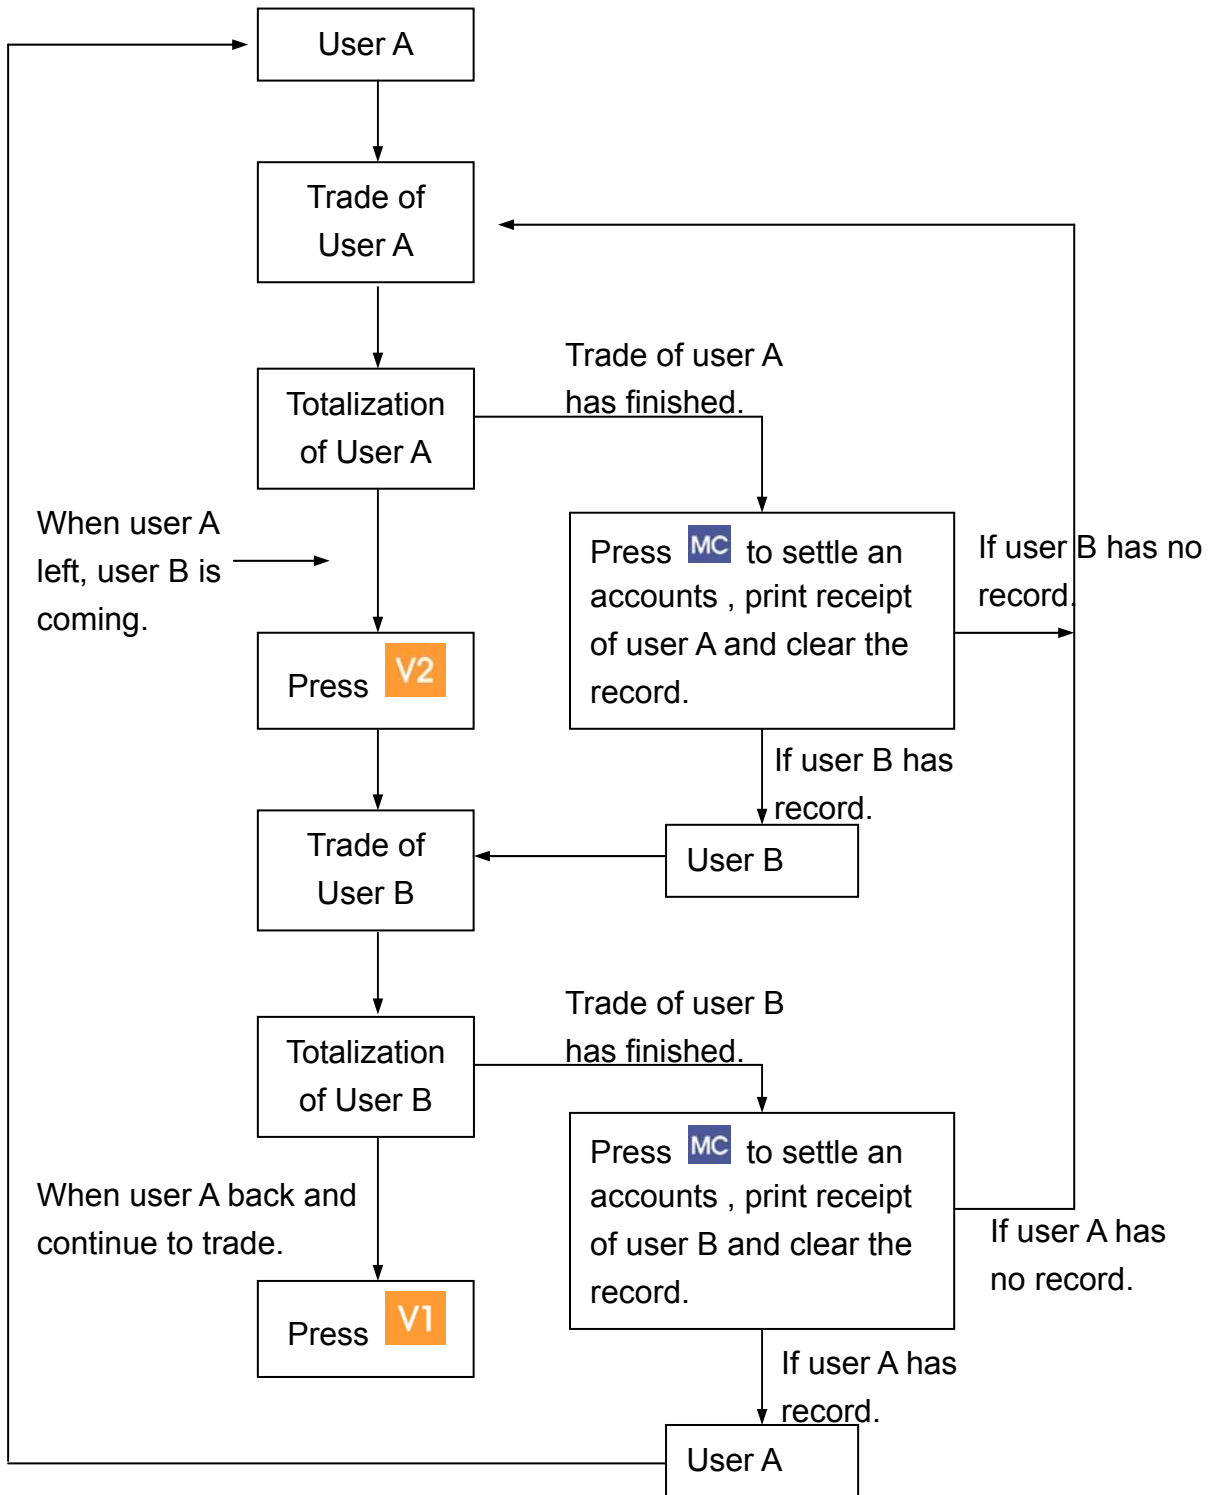 User A
Trade of
User A
Trade of user A
has finished.
Totalization
of User A
When user A
left, user B is
coming.
Press MC to settle an
accounts , print receipt
of user A and clear the
record.
If user B has no
record.
Press V2
If user B has
record.
Trade of
User B
User B
Trade of user B
has finished.
Totalization
of User B
Press MC to settle an
accounts , print receipt
of user B and clear the
record.
When user A back and
continue to trade.
If user A has
no record.
Press V1
If user A has
record.
User A